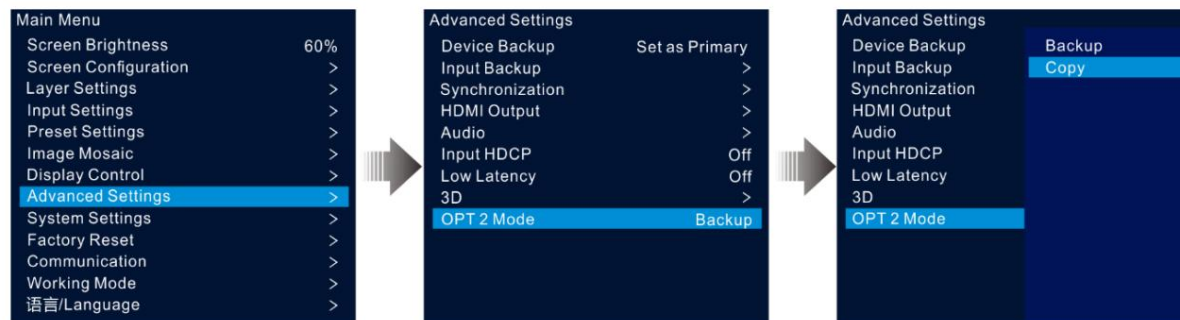 Main Menu
Screen Brightness 60%
Screen Configuration >
Layer Settings >
Input Settings >
Preset Settings >
Image Mosaic >
Display Control >
Advanced Settings >
System Settings >
Factory Reset >
Communication >
Working Mode >
语言/Language >
Advanced Settings
Device Backup Set as Primary
Input Backup >
Synchronization >
HDMI Output >
Audio >
Input HDCP Off
Low Latency Off
3D >
OPT 2 Mode Backup
Advanced Settings
Device Backup Backup
Input Backup Copy
Synchronization
HDMI Output
Audio
Input HDCP
Low Latency
3D
OPT 2 Mode